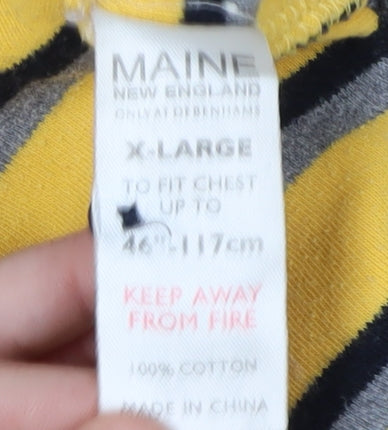 MAINE
NEW ENGLAND
ONLY AT DEBENHAMS
X-LARGE
TO FIT CHEST
UP TO
46"-117cm
KEEP AWAY
FROM FIRE
100% COTTON
MADE IN CHINA